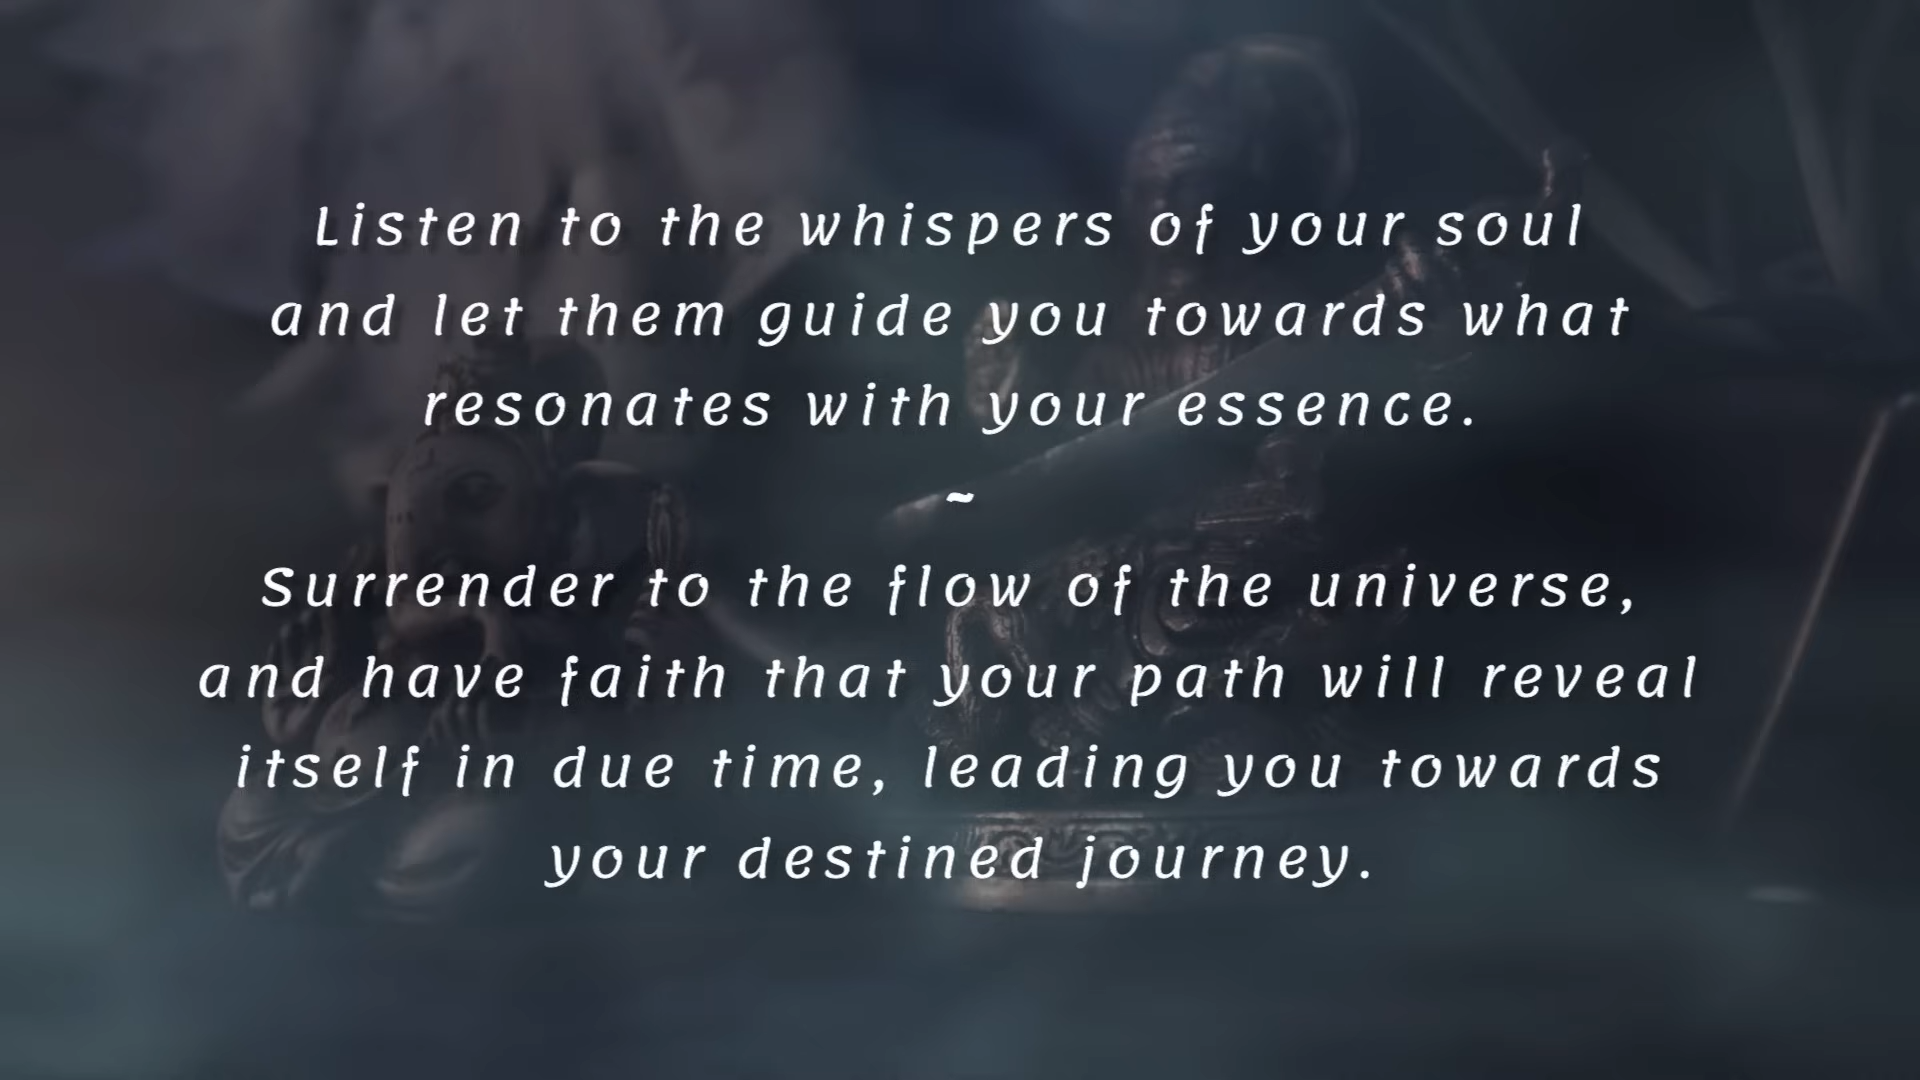 Listen to the whispers of your soul
and let them guide you towards what
resonates with your essence.
~
Surrender to the flow of the universe,
and have faith that your path will reveal
itself in due time, leading you towards
your destined journey.